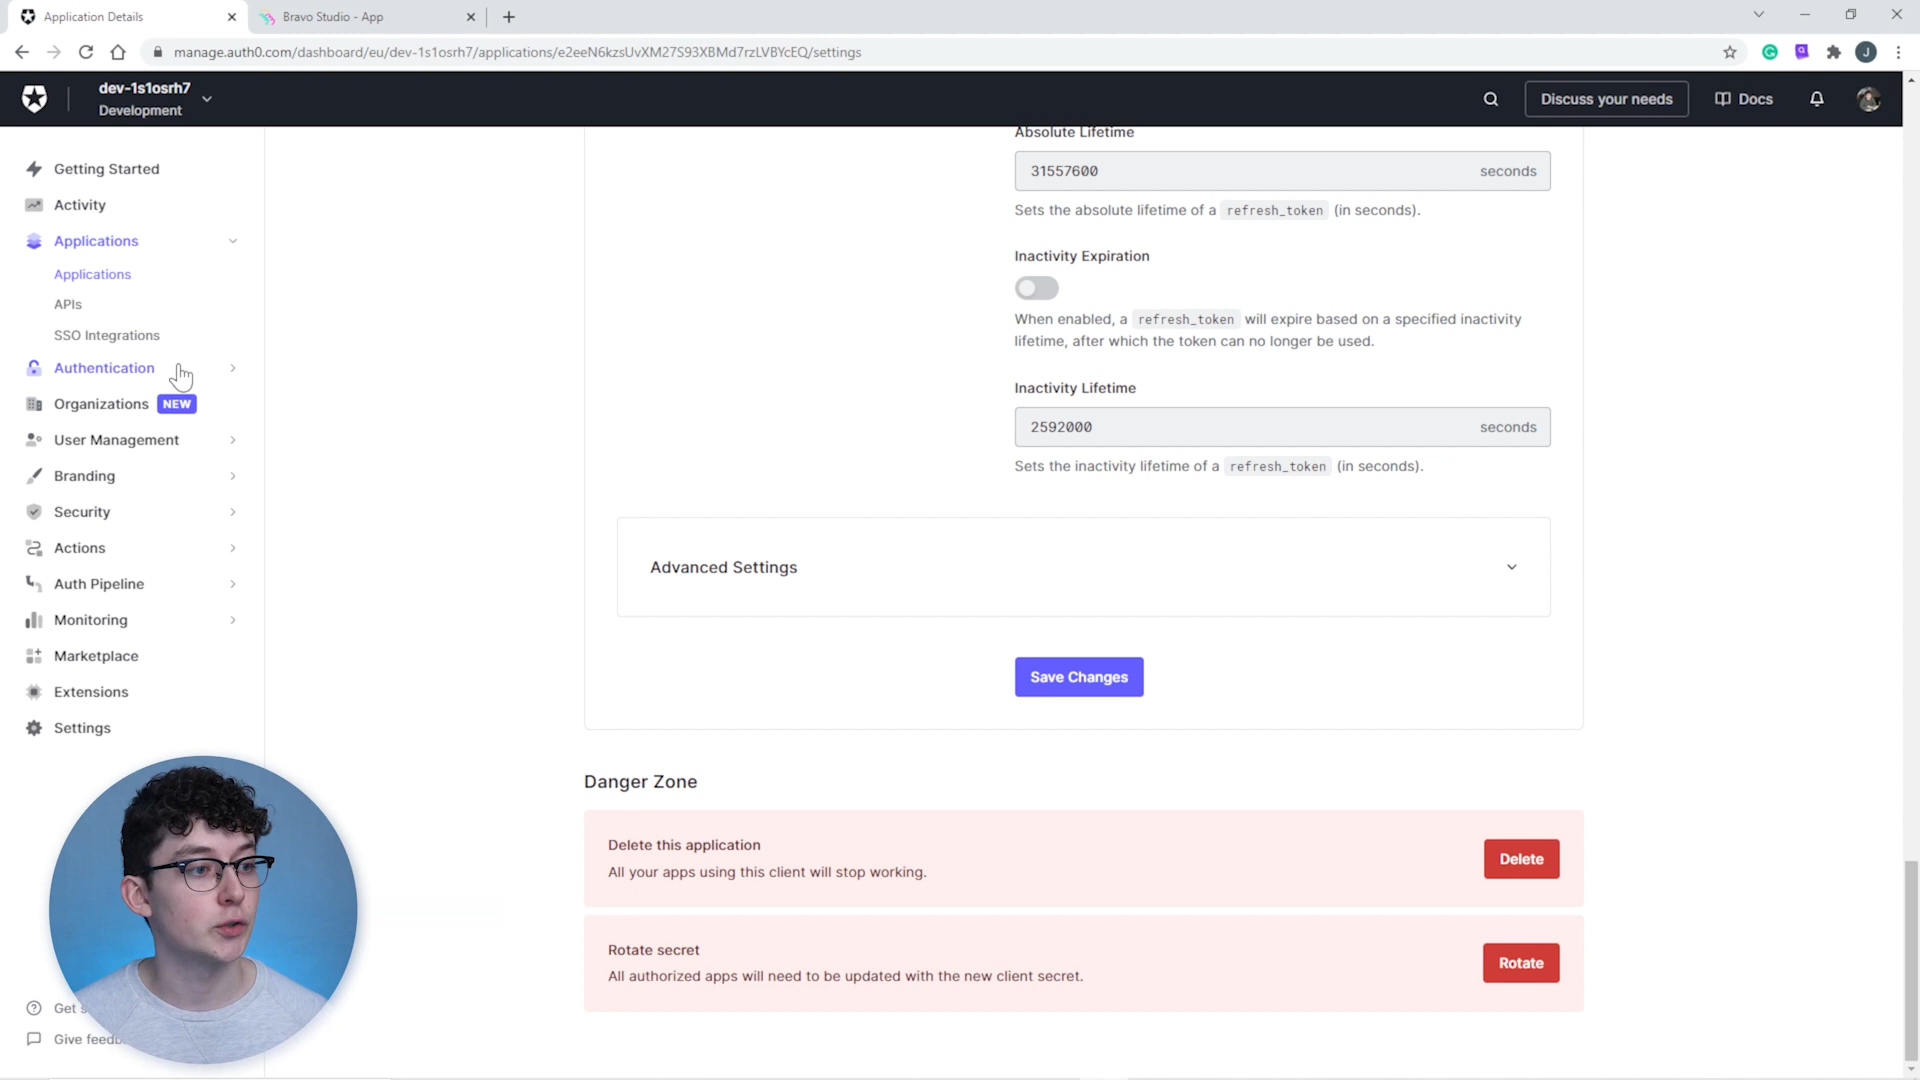 Application Details
Bravo Studio - App
manage.auth0.com/dashboard/eu/dev-1s1osrh7/applications/e2eeN6kzsUvXM27S93XBMd7rzLVBYcEQ/settings
J
dev-1s1osrh7
Development
Discuss your needs
Docs
Getting Started
Activity
Applications
Applications
APIs
SSO Integrations
Authentication
Organizations NEW
User Management
Branding
Security
Actions
Auth Pipeline
Monitoring
Marketplace
Extensions
Settings
Get s
Give feedb
Absolute Lifetime
31557600 seconds
Sets the absolute lifetime of a refresh_token (in seconds).
Inactivity Expiration
When enabled, a refresh_token will expire based on a specified inactivity
lifetime, after which the token can no longer be used.
Inactivity Lifetime
2592000 seconds
Sets the inactivity lifetime of a refresh_token (in seconds).
Advanced Settings
Save Changes
Danger Zone
Delete this application
All your apps using this client will stop working.
Delete
Rotate secret
All authorized apps will need to be updated with the new client secret.
Rotate